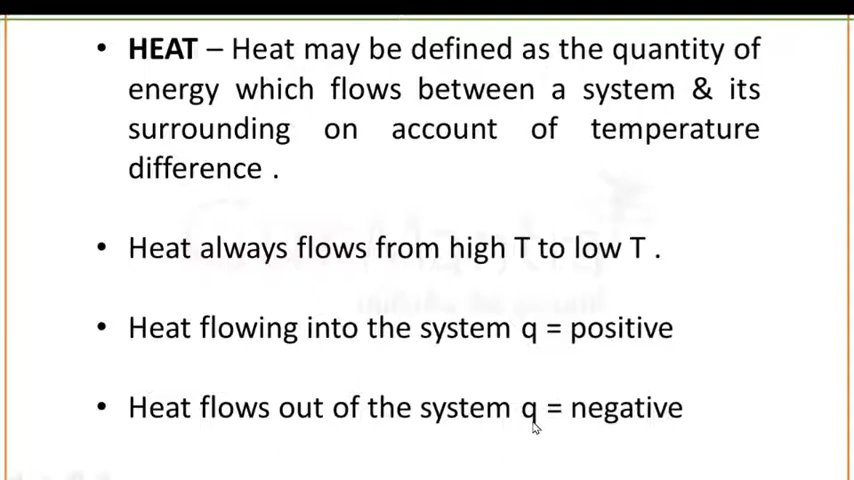 • HEAT – Heat may be defined as the quantity of
energy which flows between a system & its
surrounding on account of temperature
difference .
• Heat always flows from high T to low T .
• Heat flowing into the system q = positive
• Heat flows out of the system q = negative